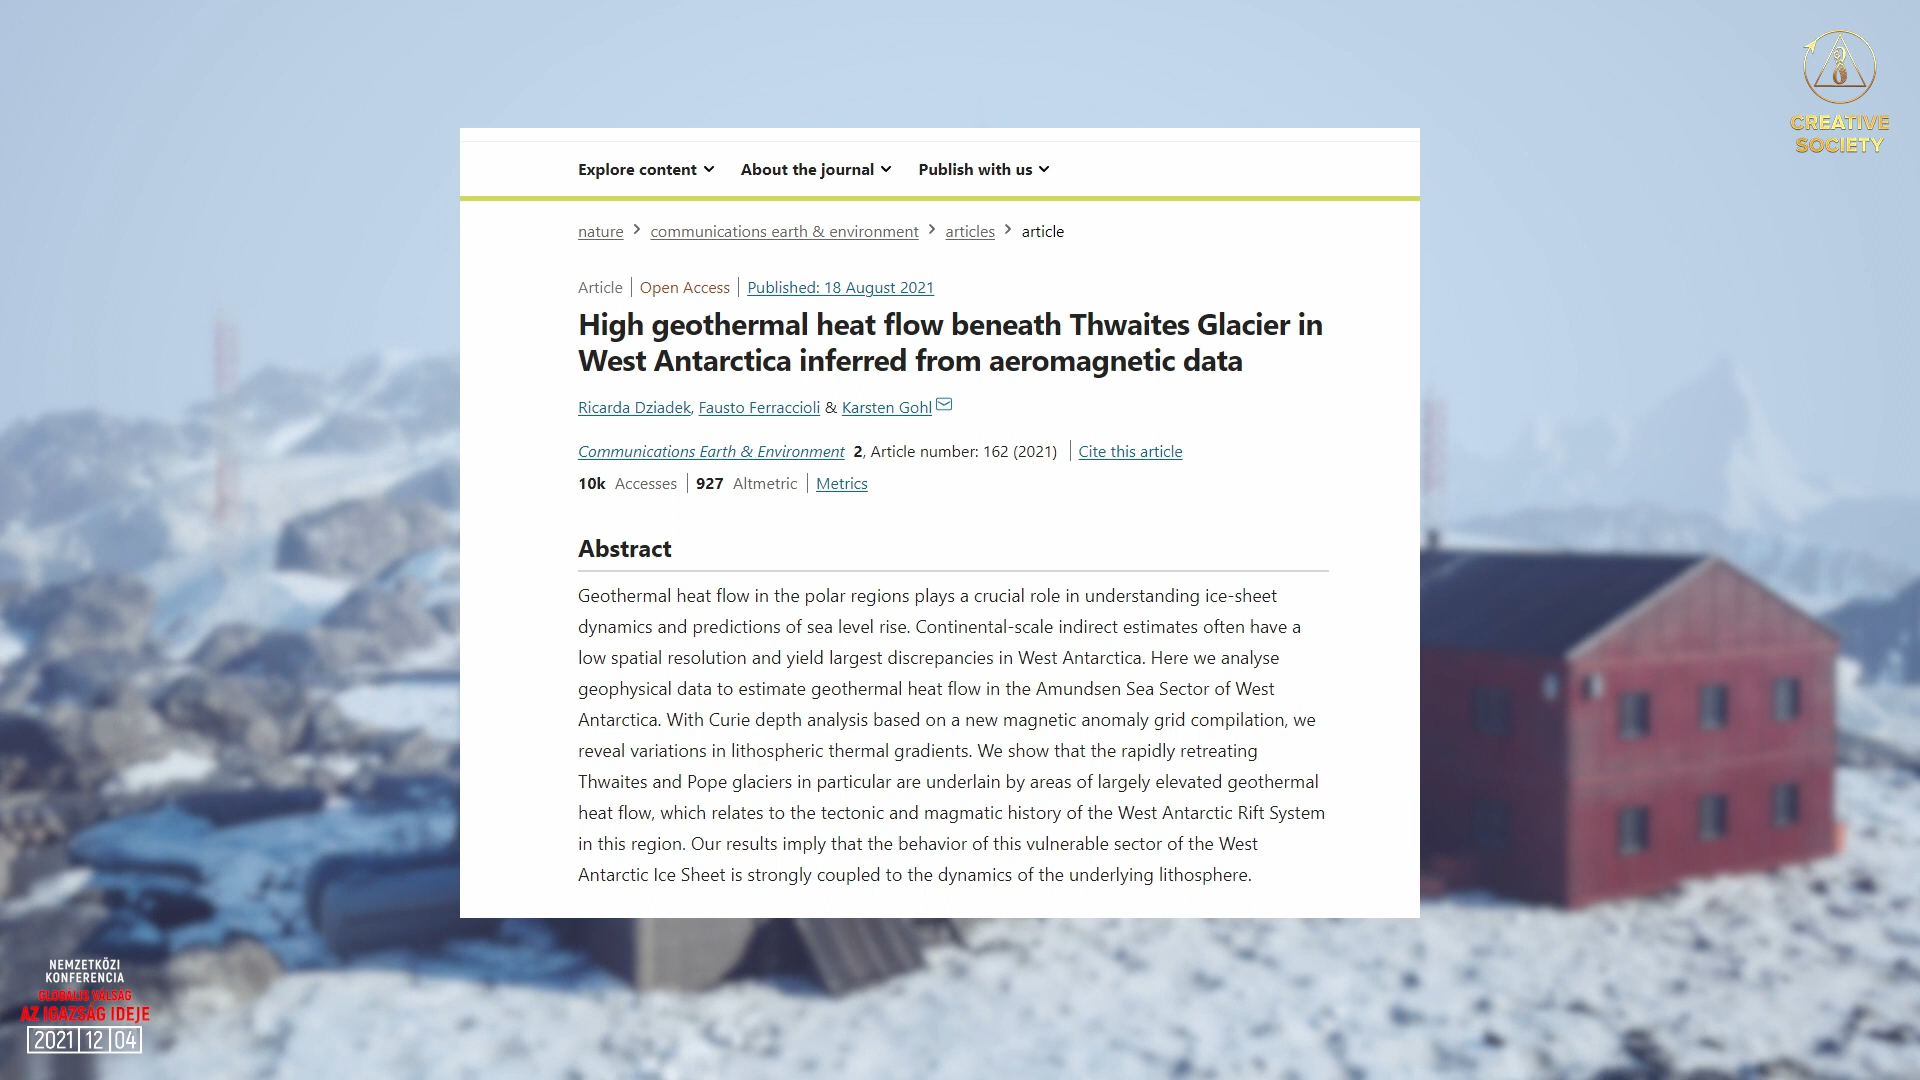 CREATIVE
SOCIETY
Explore content
About the journal
Publish with us
nature > communications earth & environment > articles > article
Article | Open Access | Published: 18 August 2021
High geothermal heat flow beneath Thwaites Glacier in
West Antarctica inferred from aeromagnetic data
Ricarda Dziadek, Fausto Ferraccioli & Karsten Gohl
Communications Earth & Environment 2, Article number: 162 (2021) | Cite this article
10k Accesses | 927 Altmetric | Metrics
Abstract
Geothermal heat flow in the polar regions plays a crucial role in understanding ice-sheet
dynamics and predictions of sea level rise. Continental-scale indirect estimates often have a
low spatial resolution and yield largest discrepancies in West Antarctica. Here we analyse
geophysical data to estimate geothermal heat flow in the Amundsen Sea Sector of West
Antarctica. With Curie depth analysis based on a new magnetic anomaly grid compilation, we
reveal variations in lithospheric thermal gradients. We show that the rapidly retreating
Thwaites and Pope glaciers in particular are underlain by areas of largely elevated geothermal
heat flow, which relates to the tectonic and magmatic history of the West Antarctic Rift System
in this region. Our results imply that the behavior of this vulnerable sector of the West
Antarctic Ice Sheet is strongly coupled to the dynamics of the underlying lithosphere.
NEMZETKÖZI
KONFERENCIA
GLOBÁLIS VÁLSÁG
AZ IGAZSÁG IDEJE
2021|12|04